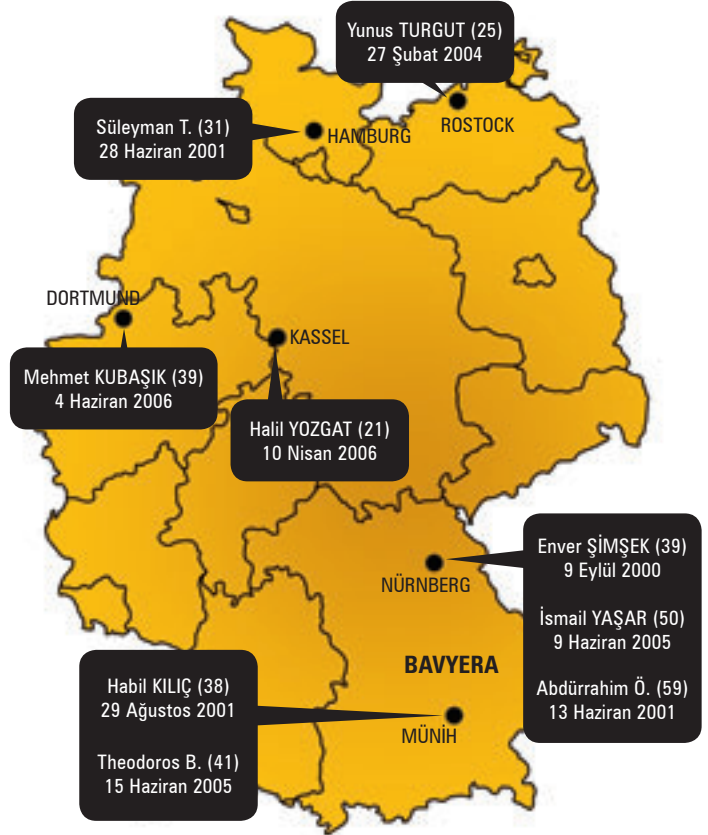 Yunus TURGUT (25)
27 Şubat 2004
ROSTOCK
Süleyman T. (31)
28 Haziran 2001
HAMBURG
DORTMUND
Mehmet KUBAŞIK (39)
4 Haziran 2006
KASSEL
Halil YOZGAT (21)
10 Nisan 2006
NÜRNBERG
Enver ŞİMŞEK (39)
9 Eylül 2000
İsmail YAŞAR (50)
9 Haziran 2005
Abdürrahim Ö. (59)
13 Haziran 2001
BAVYERA
Habil KILIÇ (38)
29 Ağustos 2001
Theodoros B. (41)
15 Haziran 2005
MÜNİH